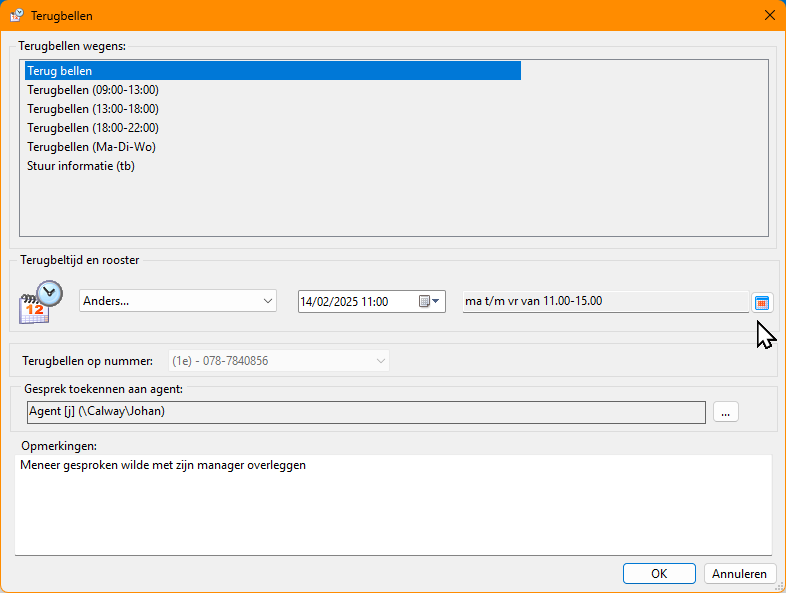 Terugbellen
Terugbellen wegens:
Terug bellen
Terugbellen (09:00-13:00)
Terugbellen (13:00-18:00)
Terugbellen (18:00-22:00)
Terugbellen (Ma-Di-Wo)
Stuur informatie (tb)
Terugbeltijd en rooster
12
Anders...
14/02/2025 11:00
ma t/m vr van 11.00-15.00
Terugbellen op nummer:
(1e) - 078-7840856
Gesprek toekennen aan agent:
Agent [j] (\Calway\Johan)
...
Opmerkingen:
Meneer gesproken wilde met zijn manager overleggen
OK
Annuleren